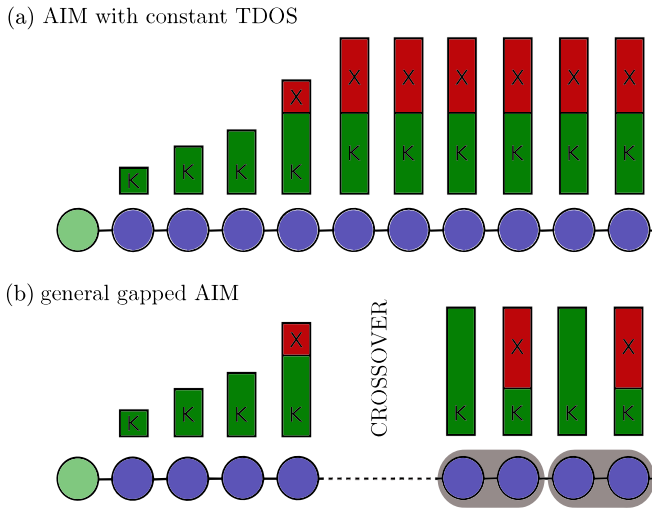 (a) AIM with constant TDOS
X X X X X X X
K K K K K K K K K K
(b) general gapped AIM
CROSSOVER
X X X
K K K K K K K K